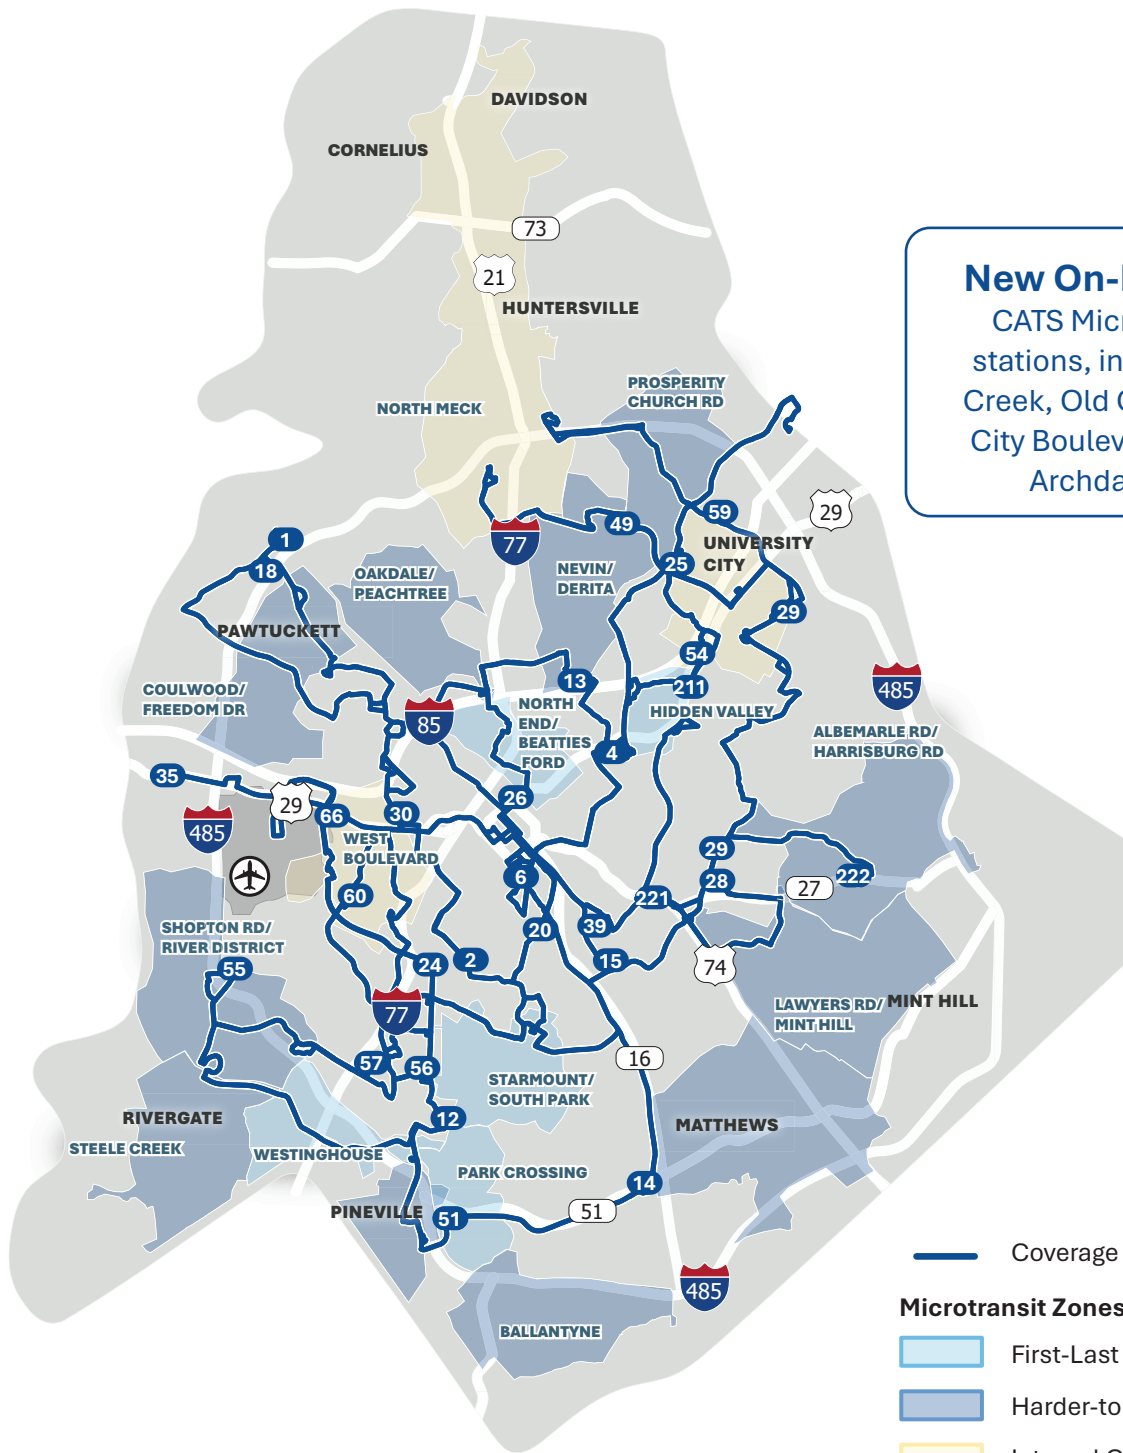 DAVIDSON
CORNELIUS
73
21
HUNTERSVILLE
New On-
CATS Micr
stations, in
Creek, Old
City Boulev
Archda
PROSPERITY
CHURCH RD
NORTH MECK
59
29
49
1
77
UNIVERSITY
CITY
18
25
OAKDALE/
PEACHTREE
NEVIN/
DERITA
29
PAWTUCKETT
54
13
211
485
COULWOOD/
FREEDOM DR
85
NORTH
END/
BEATTIES
FORD
HIDDEN VALLEY
ALBEMARLE RD/
HARRISBURG RD
4
35
29
26
485
66
30
WEST
BOULEVARD
29
6
28
27
222
60
221
SHOPTON RD/
RIVER DISTRICT
20
39
55
24
2
15
74
77
LAWYERS RD/
MINT HILL
MINT HILL
16
57
56
STARMOUNT/
SOUTH PARK
RIVERGATE
12
MATTHEWS
STEELE CREEK
WESTINGHOUSE
PARK CROSSING
14
PINEVILLE
51
51
Coverage
485
Microtransit Zones
BALLANTYNE
First-Last
Harder-to